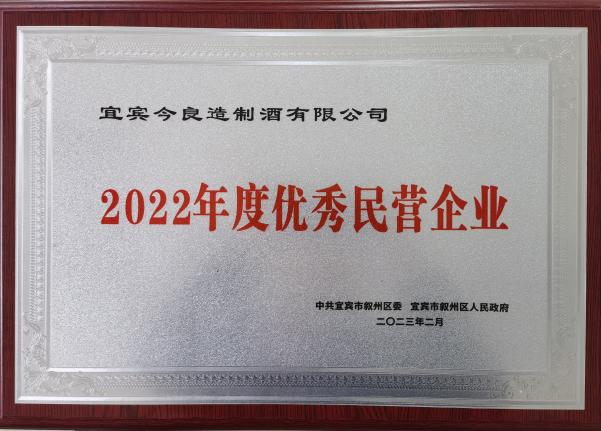 宜宾今良造制酒有限公司
2022年度优秀民营企业
中共宜宾市叙州区委 宜宾市叙州区人民政府
二〇二三年二月